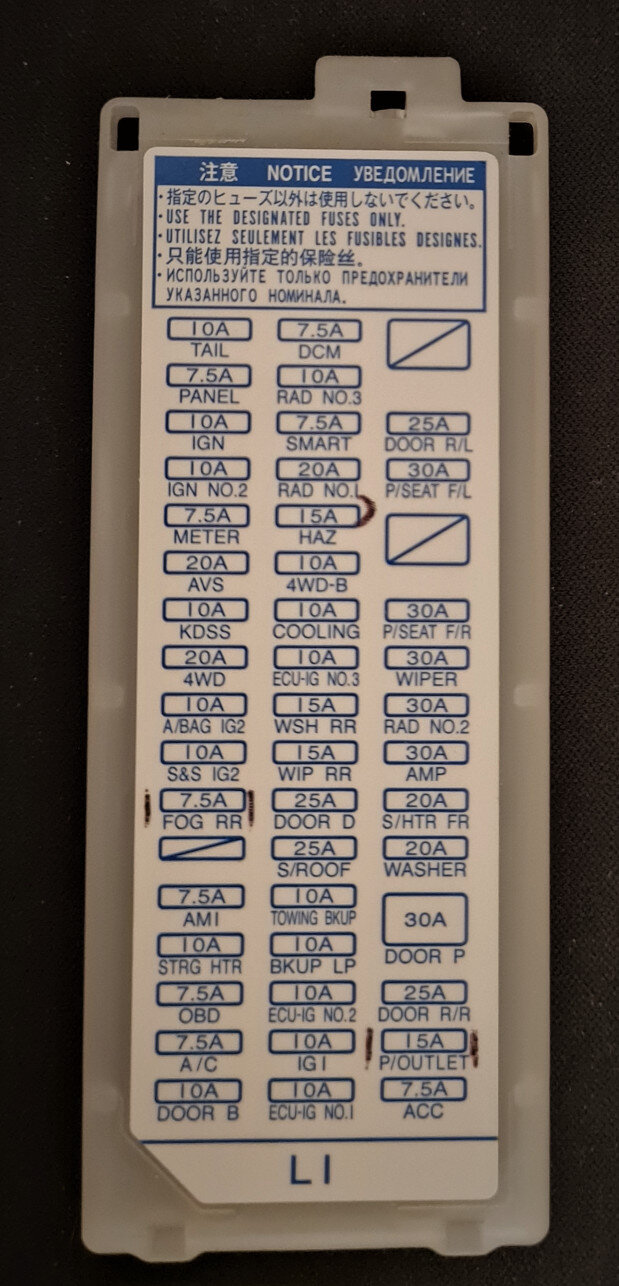 注意 NOTICE УВЕДОМЛЕНИЕ
・指定のヒューズ以外は使用しないでください。
・USE THE DESIGNATED FUSES ONLY.
・UTILISEZ SEULEMENT LES FUSIBLES DESIGNES.
・只能使用指定的保险丝。
・ИСПОЛЬЗУЙТЕ ТОЛЬКО ПРЕДОХРАНИТЕЛИ
УКАЗАННОГО НОМИНАЛА.
10A 7.5A
TAIL DCM
7.5A 10A
PANEL RAD NO.3
10A 7.5A 25A
IGN SMART DOOR R/L
10A 20A 30A
IGN NO.2 RAD NO.1 P/SEAT F/L
7.5A 15A
METER HAZ
20A 10A
AVS 4WD-B
10A 10A 30A
KDSS COOLING P/SEAT F/R
20A 10A 30A
4WD ECU-IG NO.3 WIPER
10A 15A 30A
A/BAG IG2 WSH RR RAD NO.2
10A 15A 30A
S&S IG2 WIP RR AMP
7.5A 25A 20A
FOG RR DOOR D S/HTR FR
25A 20A
S/ROOF WASHER
7.5A 10A 30A
AMI TOWING BKUP
10A 10A DOOR P
STRG HTR BKUP LP
7.5A 10A 25A
OBD ECU-IG NO.2 DOOR R/R
7.5A 10A 15A
A/C IG1 P/OUTLET
10A 10A 7.5A
DOOR B ECU-IG NO.1 ACC
LI